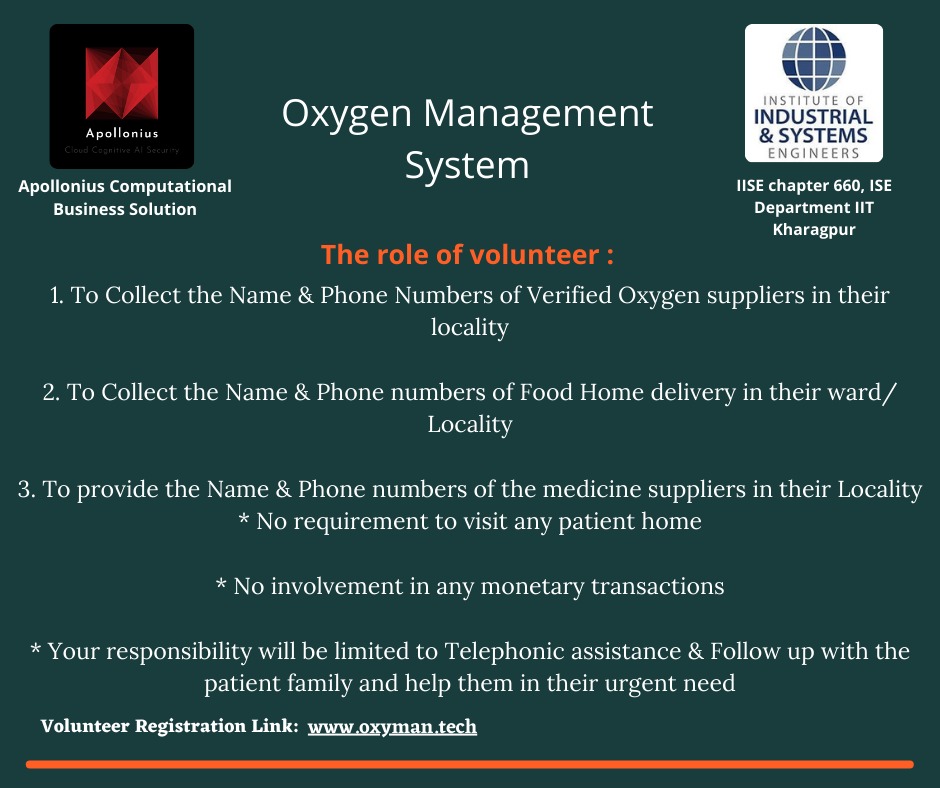 Apollonius
Cloud Cognitive AI Security
Apollonius Computational
Business Solution
Oxygen Management
System
INSTITUTE OF
INDUSTRIAL
& SYSTEMS
ENGINEERS
IISE chapter 660, ISE
Department IIT
Kharagpur
The role of volunteer :
1. To Collect the Name & Phone Numbers of Verified Oxygen suppliers in their
locality
2. To Collect the Name & Phone numbers of Food Home delivery in their ward/
Locality
3. To provide the Name & Phone numbers of the medicine suppliers in their Locality
* No requirement to visit any patient home
* No involvement in any monetary transactions
* Your responsibility will be limited to Telephonic assistance & Follow up with the
patient family and help them in their urgent need
Volunteer Registration Link: www.oxyman.tech